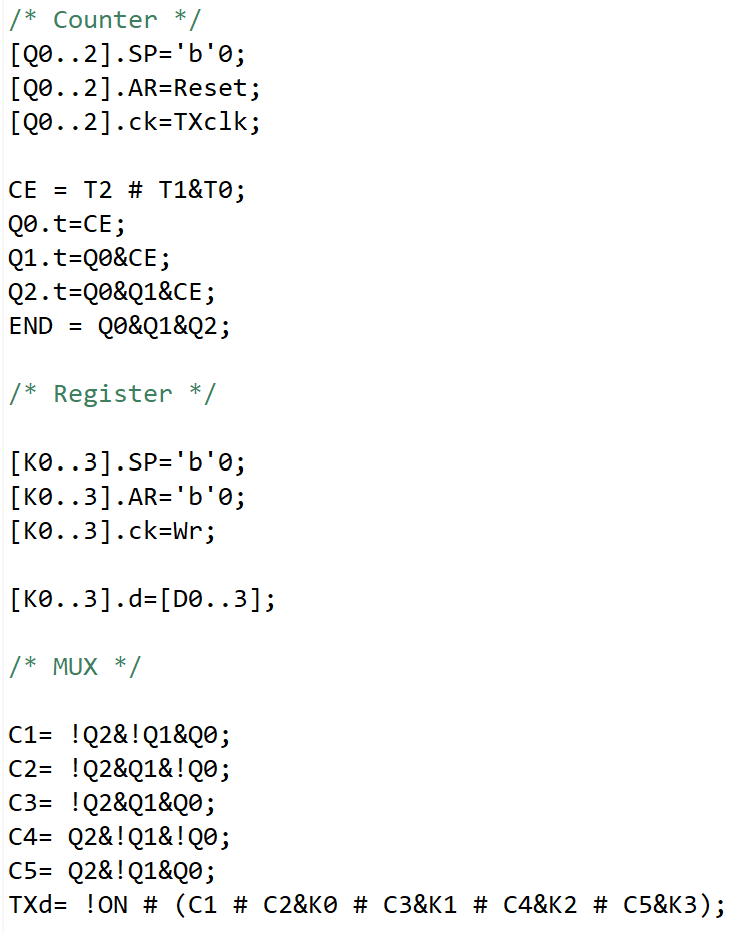 /* Counter */
[Q0..2].SP='b'0;
[Q0..2].AR=Reset;
[Q0..2].ck=TXclk;
CE = T2 # T1&T0;
Q0.t=CE;
Q1.t=Q0&CE;
Q2.t=Q0&Q1&CE;
END = Q0&Q1&Q2;
/* Register */
[K0..3].SP='b'0;
[K0..3].AR='b'0;
[K0..3].ck=Wr;
[K0..3].d=[D0..3];
/* MUX */
C1= !Q2&!Q1&Q0;
C2= !Q2&Q1&!Q0;
C3= !Q2&Q1&Q0;
C4= Q2&!Q1&!Q0;
C5= Q2&!Q1&Q0;
TXd= !ON # (C1 # C2&K0 # C3&K1 # C4&K2 # C5&K3);